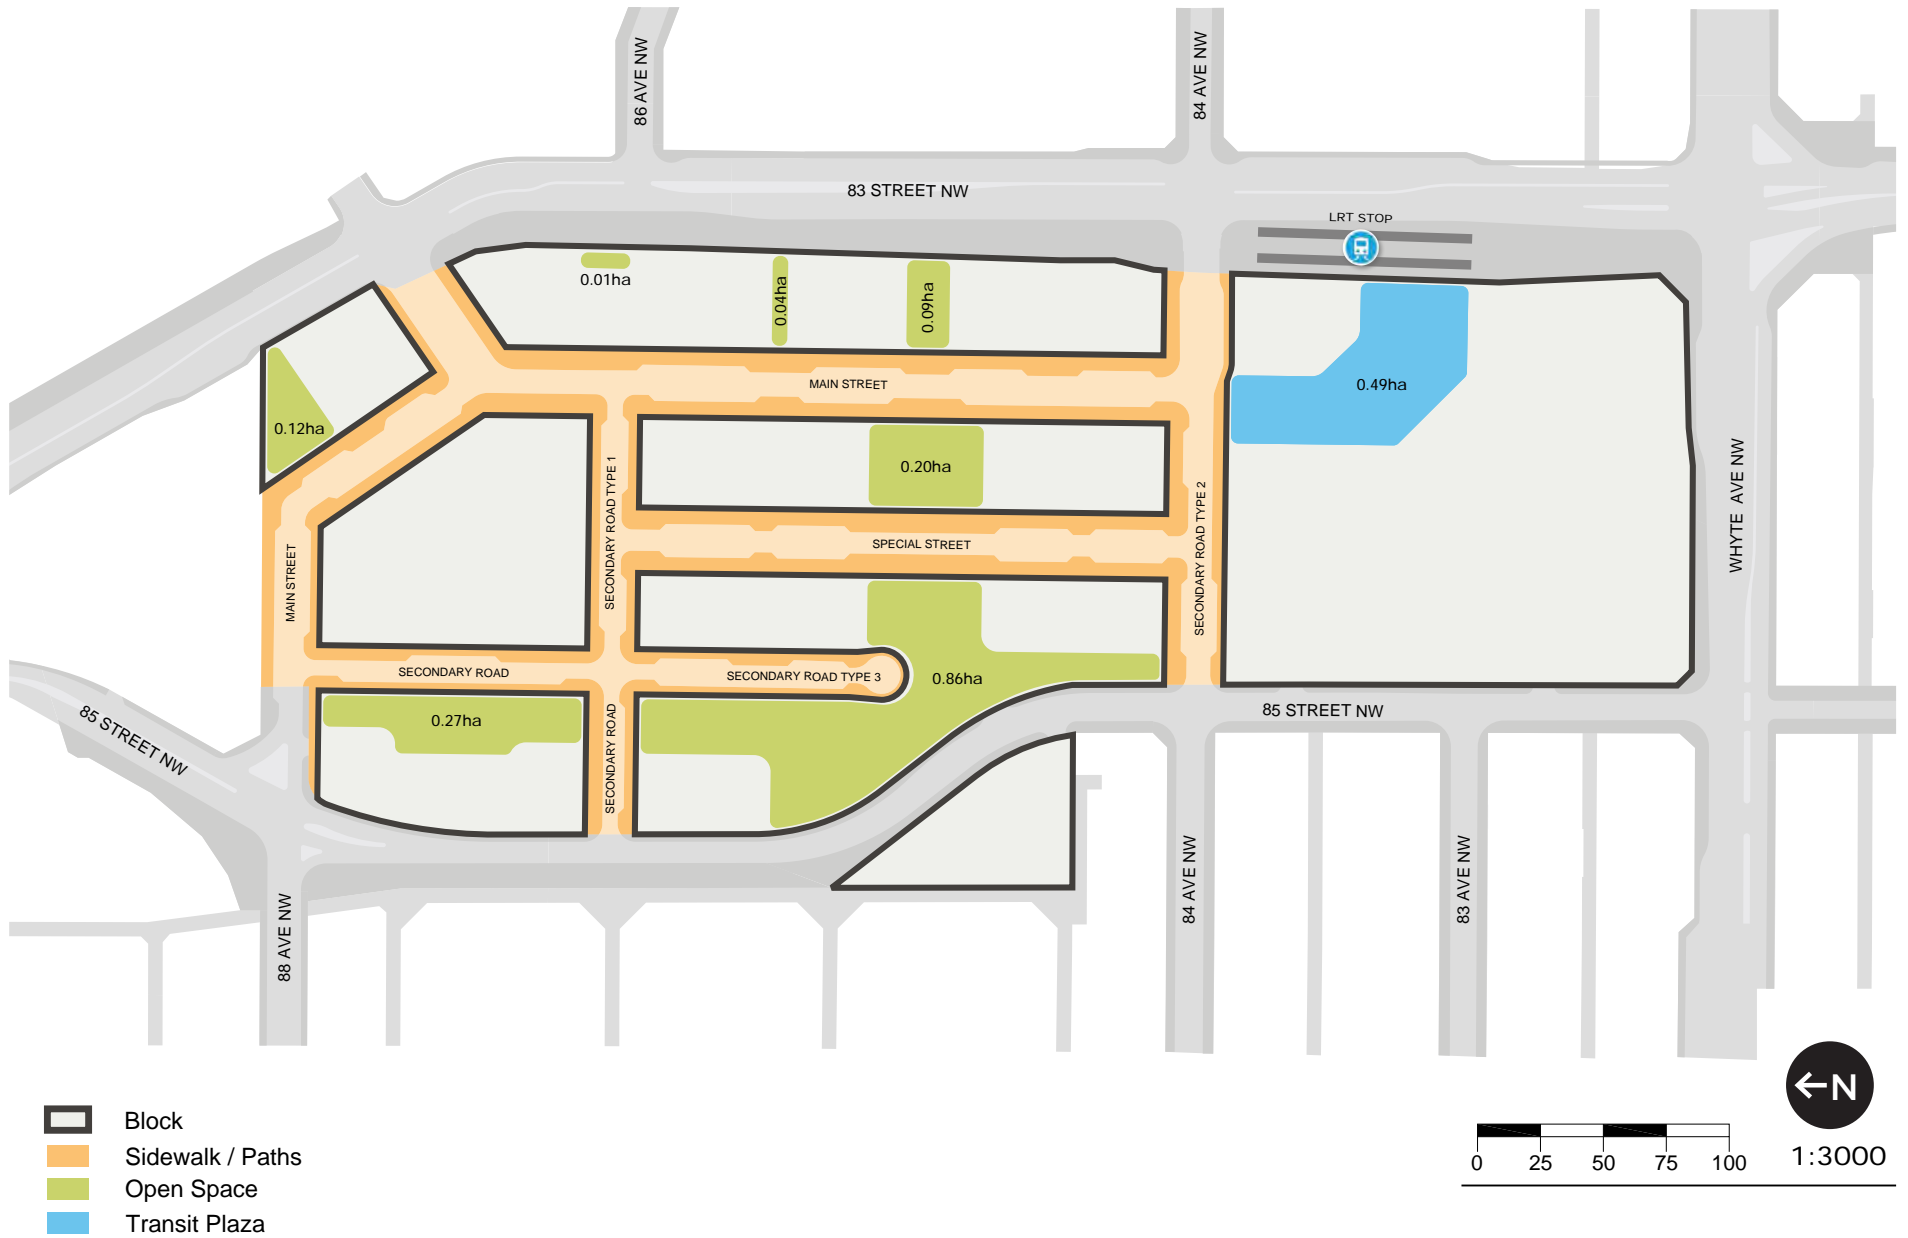 86 AVE NW
84 AVE NW
83 STREET NW
LRT STOP
0.01ha
0.04ha
0.09ha
MAIN STREET
0.49ha
0.12ha
0.20ha
SECONDARY ROAD TYPE 1
SECONDARY ROAD TYPE 2
WHYTE AVE NW
SPECIAL STREET
MAIN STREET
SECONDARY ROAD
SECONDARY ROAD TYPE 3
0.86ha
0.27ha
85 STREET NW
85 STREET NW
SECONDARY ROAD
88 AVE NW
84 AVE NW
83 AVE NW
N
Block
Sidewalk / Paths
Open Space
Transit Plaza
0 25 50 75 100
1:3000